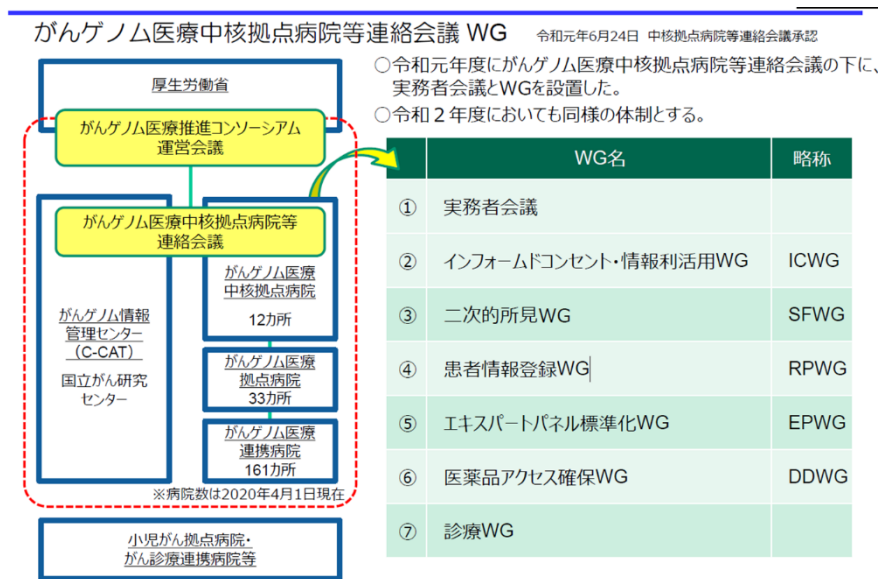 がんゲノム医療中核拠点病院等連絡会議 WG
令和元年6月24日 中核拠点病院等連絡会議承認
厚生労働省
がんゲノム医療推進コンソーシアム
運営会議
がんゲノム医療中核拠点病院等
連絡会議
がんゲノム情報
管理センター
(C-CAT)
国立がん研究
センター
がんゲノム医療
中核拠点病院
12カ所
がんゲノム医療
拠点病院
33カ所
がんゲノム医療
連携病院
161カ所
※病院数は2020年4月1日現在
小児がん拠点病院・
がん診療連携病院等
○令和元年度にがんゲノム医療中核拠点病院等連絡会議の下に、
実務者会議とWGを設置した。
○令和２年度においても同様の体制とする。
WG名 略称
① 実務者会議
② インフォームドコンセント・情報利活用WG ICWG
③ 二次的所見WG SFWG
④ 患者情報登録WG RPWG
⑤ エキスパートパネル標準化WG EPWG
⑥ 医薬品アクセス確保WG DDWG
⑦ 診療WG